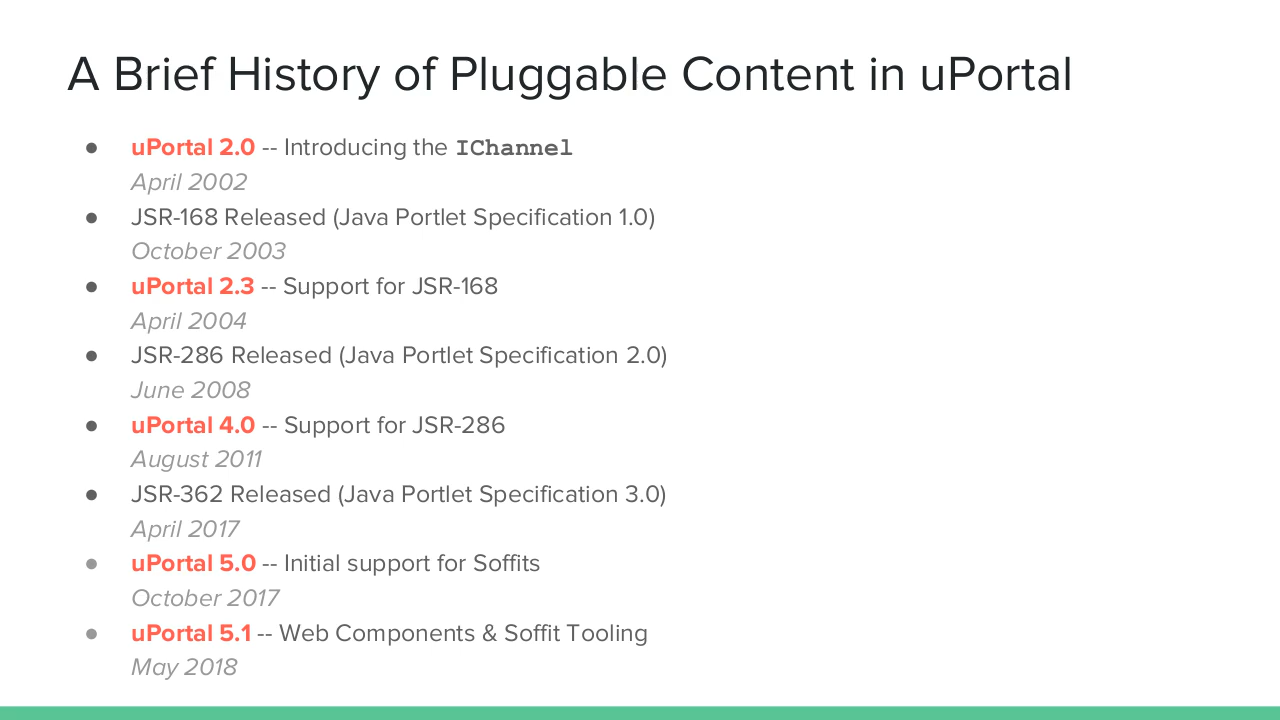 A Brief History of Pluggable Content in uPortal
● uPortal 2.0 -- Introducing the IChannel
April 2002
● JSR-168 Released (Java Portlet Specification 1.0)
October 2003
● uPortal 2.3 -- Support for JSR-168
April 2004
● JSR-286 Released (Java Portlet Specification 2.0)
June 2008
● uPortal 4.0 -- Support for JSR-286
August 2011
● JSR-362 Released (Java Portlet Specification 3.0)
April 2017
● uPortal 5.0 -- Initial support for Soffits
October 2017
● uPortal 5.1 -- Web Components & Soffit Tooling
May 2018